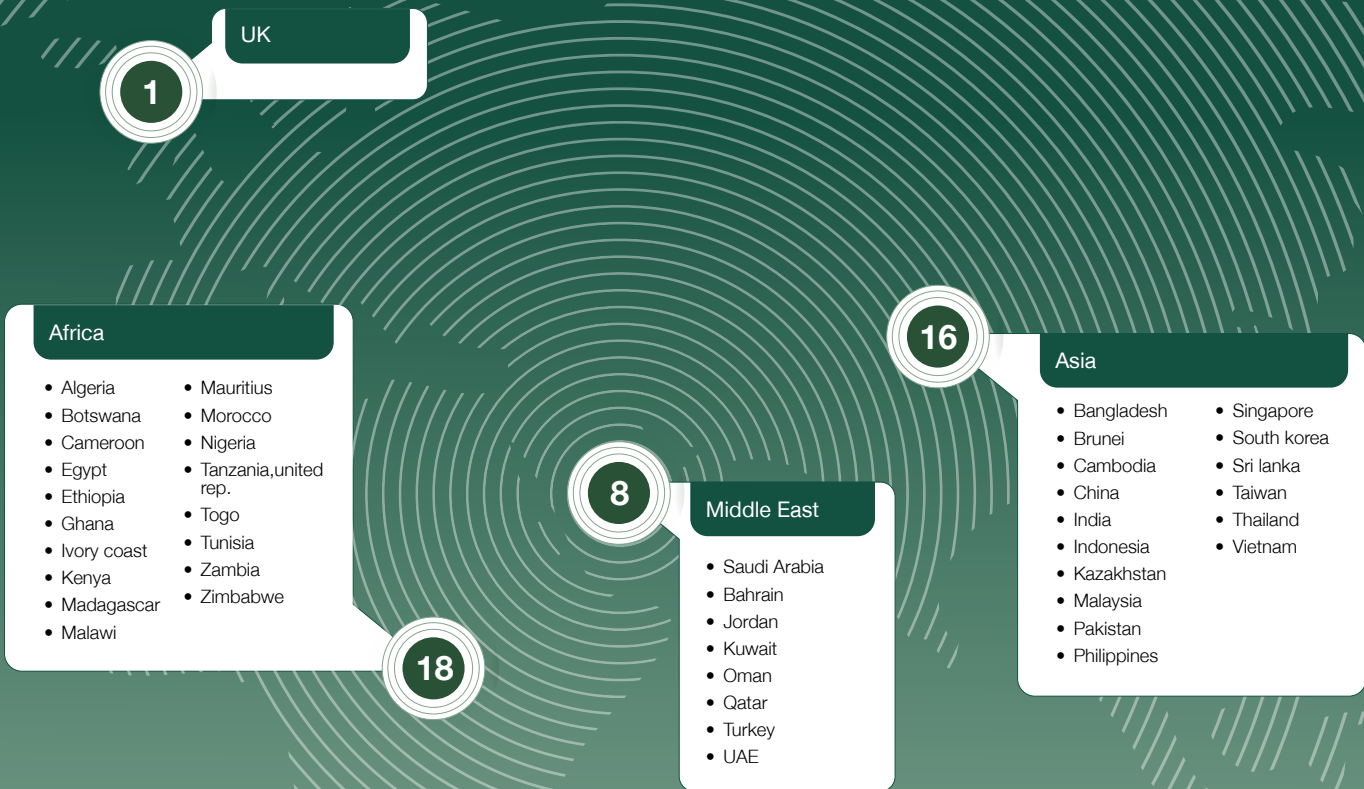 UK
1
Africa
• Algeria
• Botswana
• Cameroon
• Egypt
• Ethiopia
• Ghana
• Ivory coast
• Kenya
• Madagascar
• Malawi
• Mauritius
• Morocco
• Nigeria
• Tanzania,united
rep.
• Togo
• Tunisia
• Zambia
• Zimbabwe
18
8
Middle East
• Saudi Arabia
• Bahrain
• Jordan
• Kuwait
• Oman
• Qatar
• Turkey
• UAE
16
Asia
• Bangladesh
• Brunei
• Cambodia
• China
• India
• Indonesia
• Kazakhstan
• Malaysia
• Pakistan
• Philippines
• Singapore
• South korea
• Sri lanka
• Taiwan
• Thailand
• Vietnam